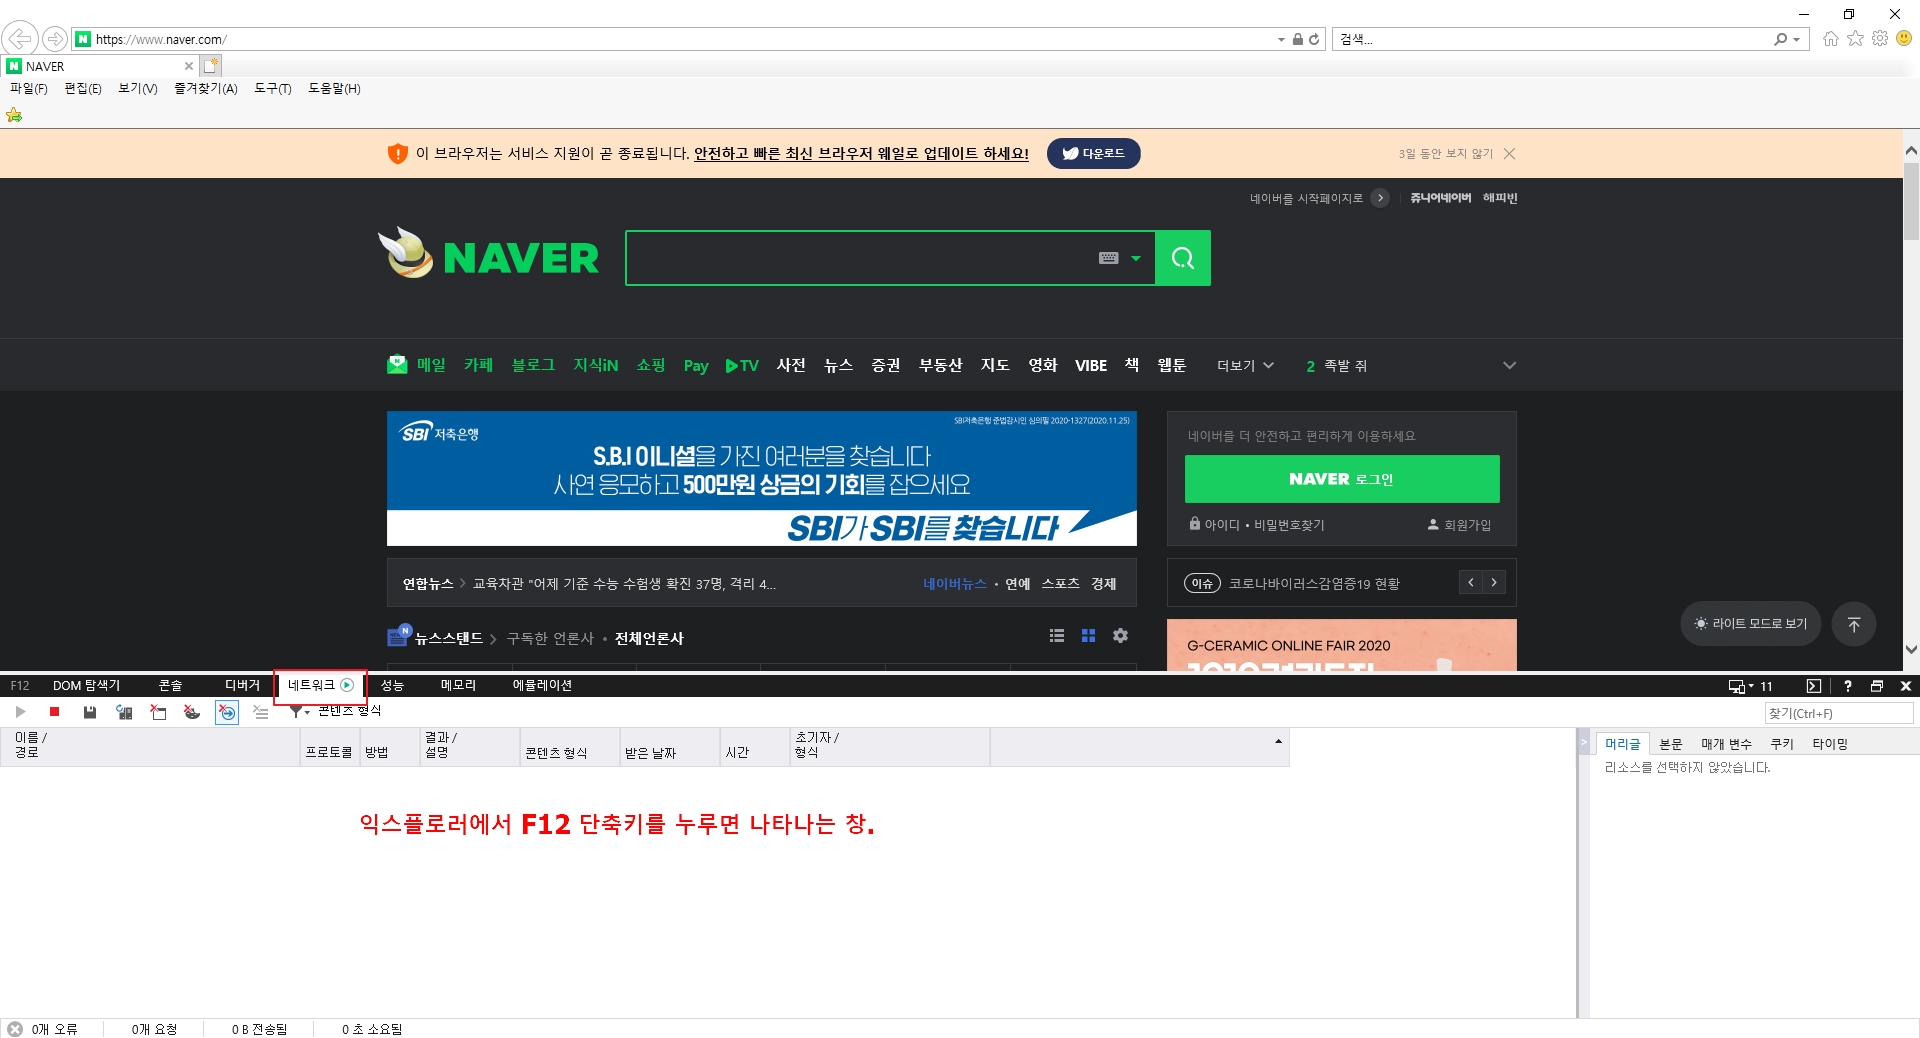 https://www.naver.com/
검색...
NAVER
파일(F) 편집(E) 보기(V) 즐겨찾기(A) 도구(T) 도움말(H)
이 브라우저는 서비스 지원이 곧 종료됩니다. 안전하고 빠른 최신 브라우저 웨일로 업데이트 하세요! 다운로드
3일 동안 보지 않기
네이버를 시작페이지로 쥬니어네이버 해피빈
NAVER
메일 카페 블로그 지식iN 쇼핑 Pay TV 사전 뉴스 증권 부동산 지도 영화 VIBE 책 웹툰 더보기 2 족발 쥐
SBI 저축은행
SBI저축은행 준법감시인 심의필 2020-1327(2020.11.25)
S.B.I 이니셜을 가진 여러분을 찾습니다
사연 응모하고 500만원 상금의 기회를 잡으세요
SBI가 SBI를 찾습니다
네이버를 더 안전하고 편리하게 이용하세요
NAVER 로그인
아이디 • 비밀번호찾기 회원가입
연합뉴스 > 교육차관 "어제 기준 수능 수험생 확진 37명, 격리 4... 네이버뉴스 • 연예 스포츠 경제
이슈 코로나바이러스감염증19 현황
뉴스스탠드 > 구독한 언론사 • 전체언론사
라이트 모드로 보기
G-CERAMIC ONLINE FAIR 2020
F12 DOM 탐색기 콘솔 디버거 네트워크 성능 메모리 에뮬레이션 11 ?
콘텐츠 형식
찾기(Ctrl+F)
이름 /
경로
프로토콜
방법
결과 /
설명
콘텐츠 형식
받은 날짜
시간
초기자 /
형식
머리글 본문 매개 변수 쿠키 타이밍
리소스를 선택하지 않았습니다.
익스플로러에서 F12 단축키를 누루면 나타나는 창.
0개 오류 0개 요청 0 B 전송됨 0 초 소요됨